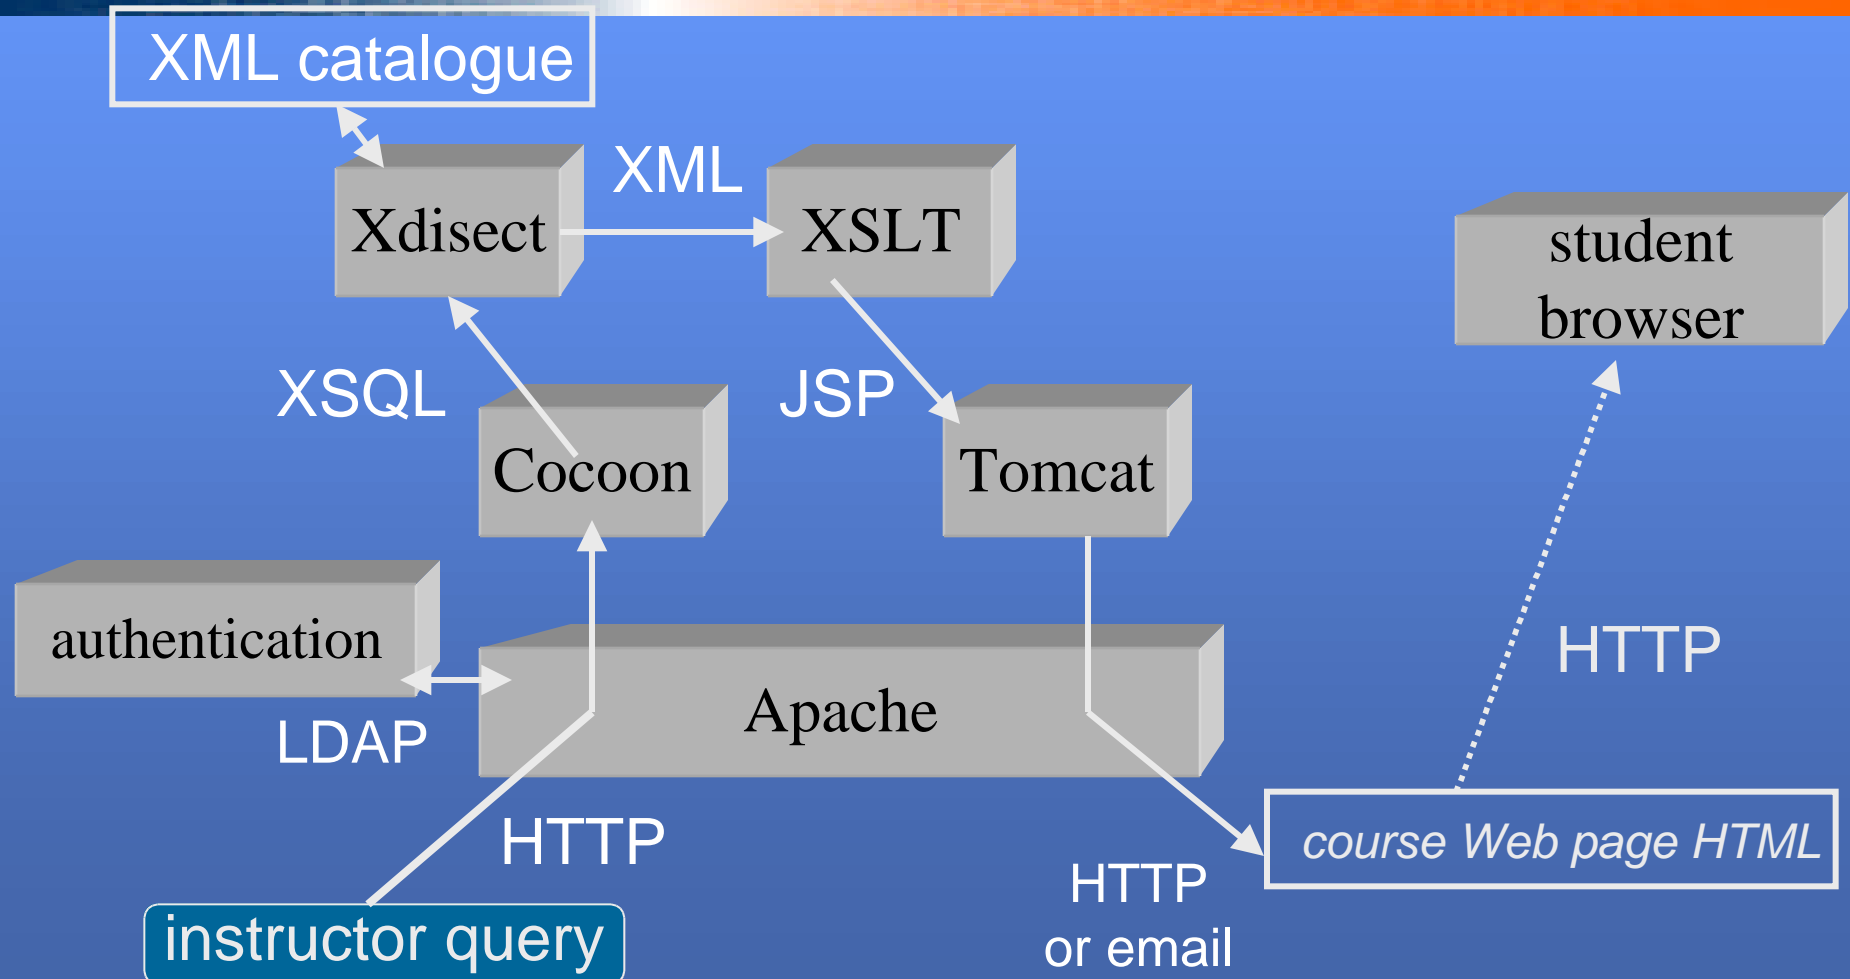 XML catalogue
XML
Xdisect
XSLT
student
browser
XSQL
JSP
Cocoon
Tomcat
authentication
HTTP
Apache
LDAP
HTTP
course Web page HTML
HTTP
or email
instructor query